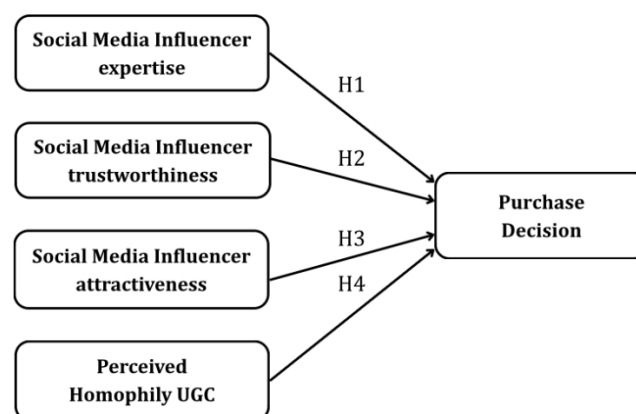 Social Media Influencer
expertise
H1
Social Media Influencer
trustworthiness
H2
Purchase
Decision
Social Media Influencer
attractiveness
H3
H4
Perceived
Homophily UGC